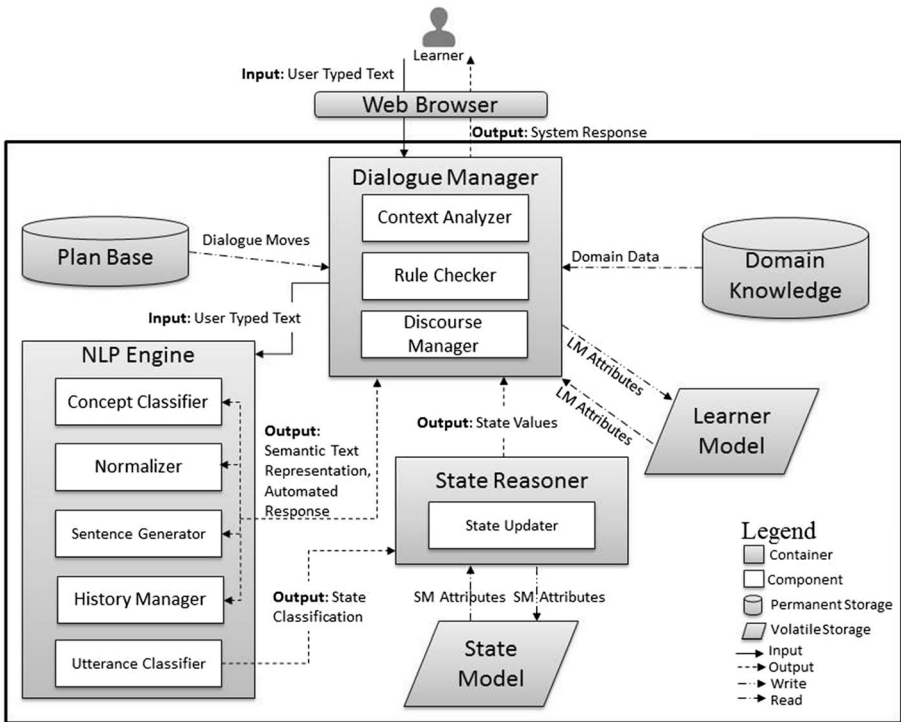 Learner
Input: User Typed Text
Web Browser
Output: System Response
Dialogue Manager
Context Analyzer
Rule Checker
Discourse
Manager
Plan Base
Dialogue Moves
Domain Data
Domain
Knowledge
Input: User Typed Text
NLP Engine
Concept Classifier
Normalizer
Sentence Generator
History Manager
Utterance Classifier
Output:
Semantic Text
Representation,
Automated
Response
Output: State Values
LM Attributes
LM Attributes
Learner
Model
State Reasoner
State Updater
Output: State
Classification
SM Attributes
SM Attributes
State
Model
Legend
Container
Component
Permanent Storage
Volatile Storage
Input
Output
Write
Read